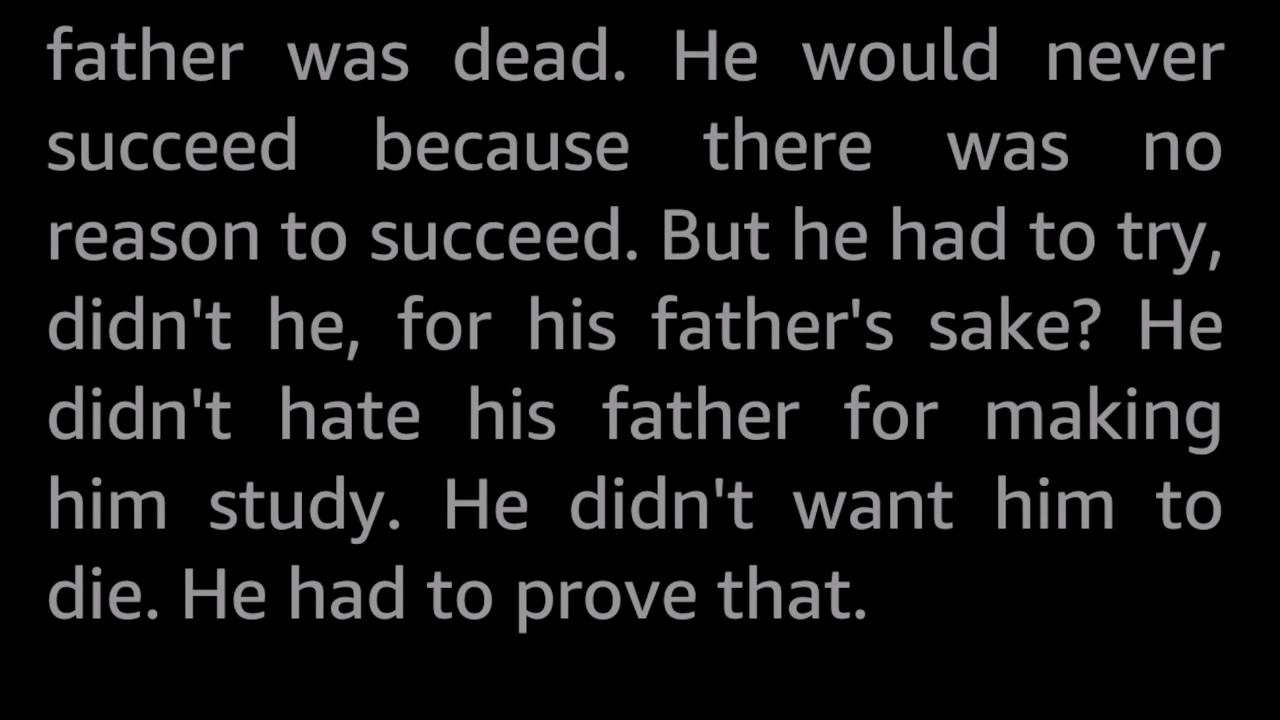 father was dead. He would never
succeed because there was no
reason to succeed. But he had to try,
didn't he, for his father's sake? He
didn't hate his father for making
him study. He didn't want him to
die. He had to prove that.